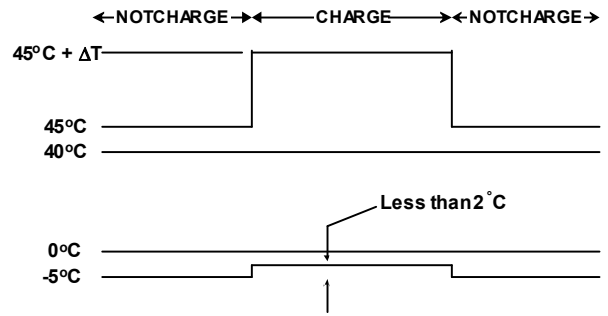 NOTCHARGE CHARGE NOTCHARGE
45°C + ΔT
45°C
40°C
Less than 2°C
0°C
-5°C